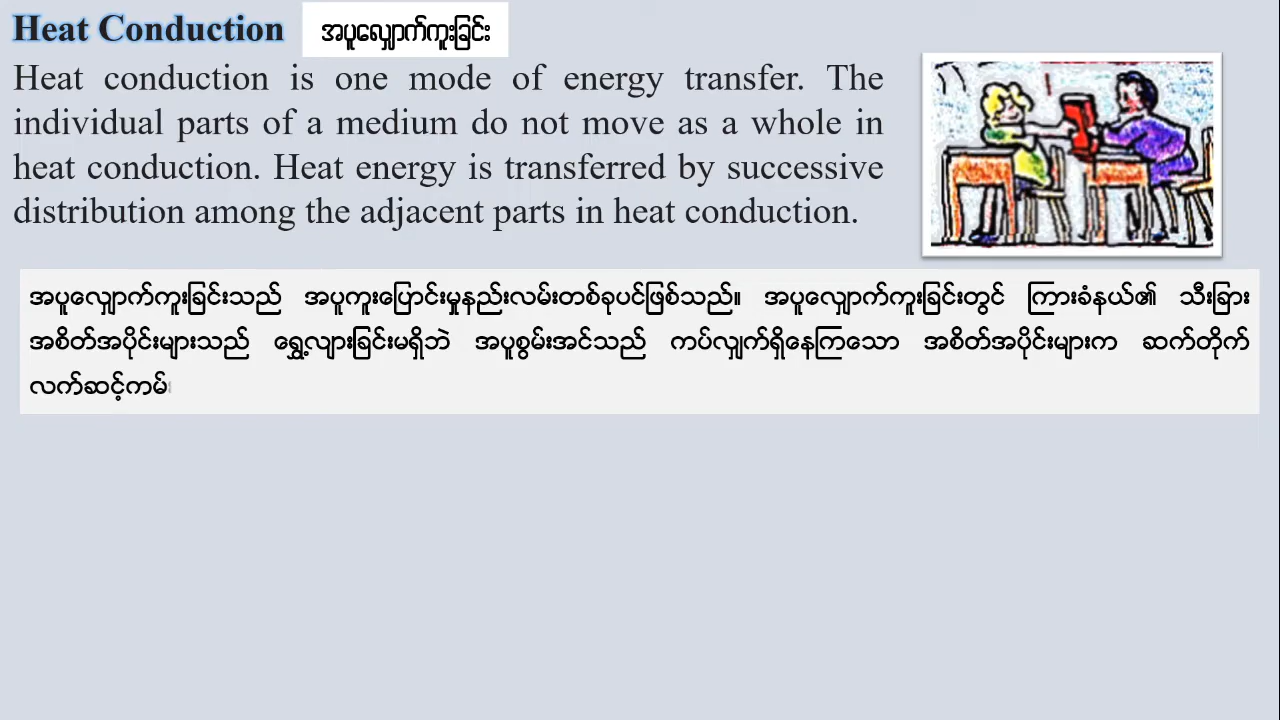 Heat Conduction အပူလျှောက်ကူးခြင်း
Heat conduction is one mode of energy transfer. The
individual parts of a medium do not move as a whole in
heat conduction. Heat energy is transferred by successive
distribution among the adjacent parts in heat conduction.
အပူလျှောက်ကူးခြင်းသည် အပူကူးပြောင်းမှုနည်းလမ်းတစ်ခုပင်ဖြစ်သည်။ အပူလျှောက်ကူးခြင်းတွင် ကြားခံနယ်၏ သီးခြား
အစိတ်အပိုင်းများသည် ရွှေ့လျားခြင်းမရှိဘဲ အပူစွမ်းအင်သည် ကပ်လျှက်ရှိနေကြသော အစိတ်အပိုင်းများက ဆက်တိုက်
လက်ဆင့်ကမ်း